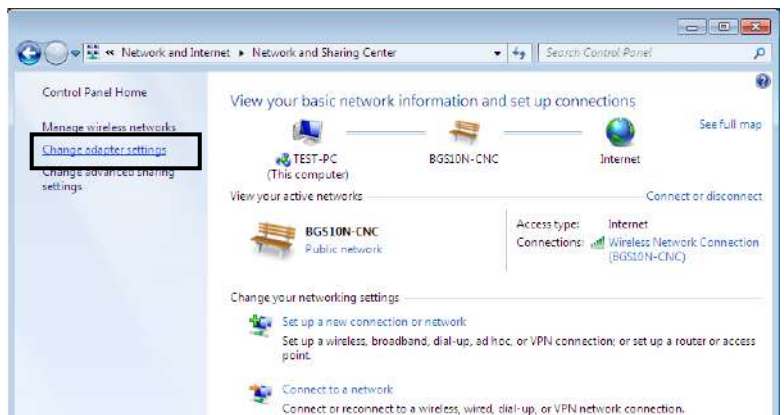 Network and Internet ▸ Network and Sharing Center
Search Control Panel
Control Panel Home
Manage wireless networks
Change adapter settings
Change advanced sharing
settings
View your basic network information and set up connections
See full map
TEST-PC
(This computer)
BGS10N-CNC
Internet
View your active networks
Connect or disconnect
BGS10N-CNC
Public network
Access type: Internet
Connections: Wireless Network Connection
(BGS10N-CNC)
Change your networking settings
Set up a new connection or network
Set up a wireless, broadband, dial-up, ad hoc, or VPN connection; or set up a router or access
point.
Connect to a network
Connect or reconnect to a wireless, wired, dial-up, or VPN network connection.